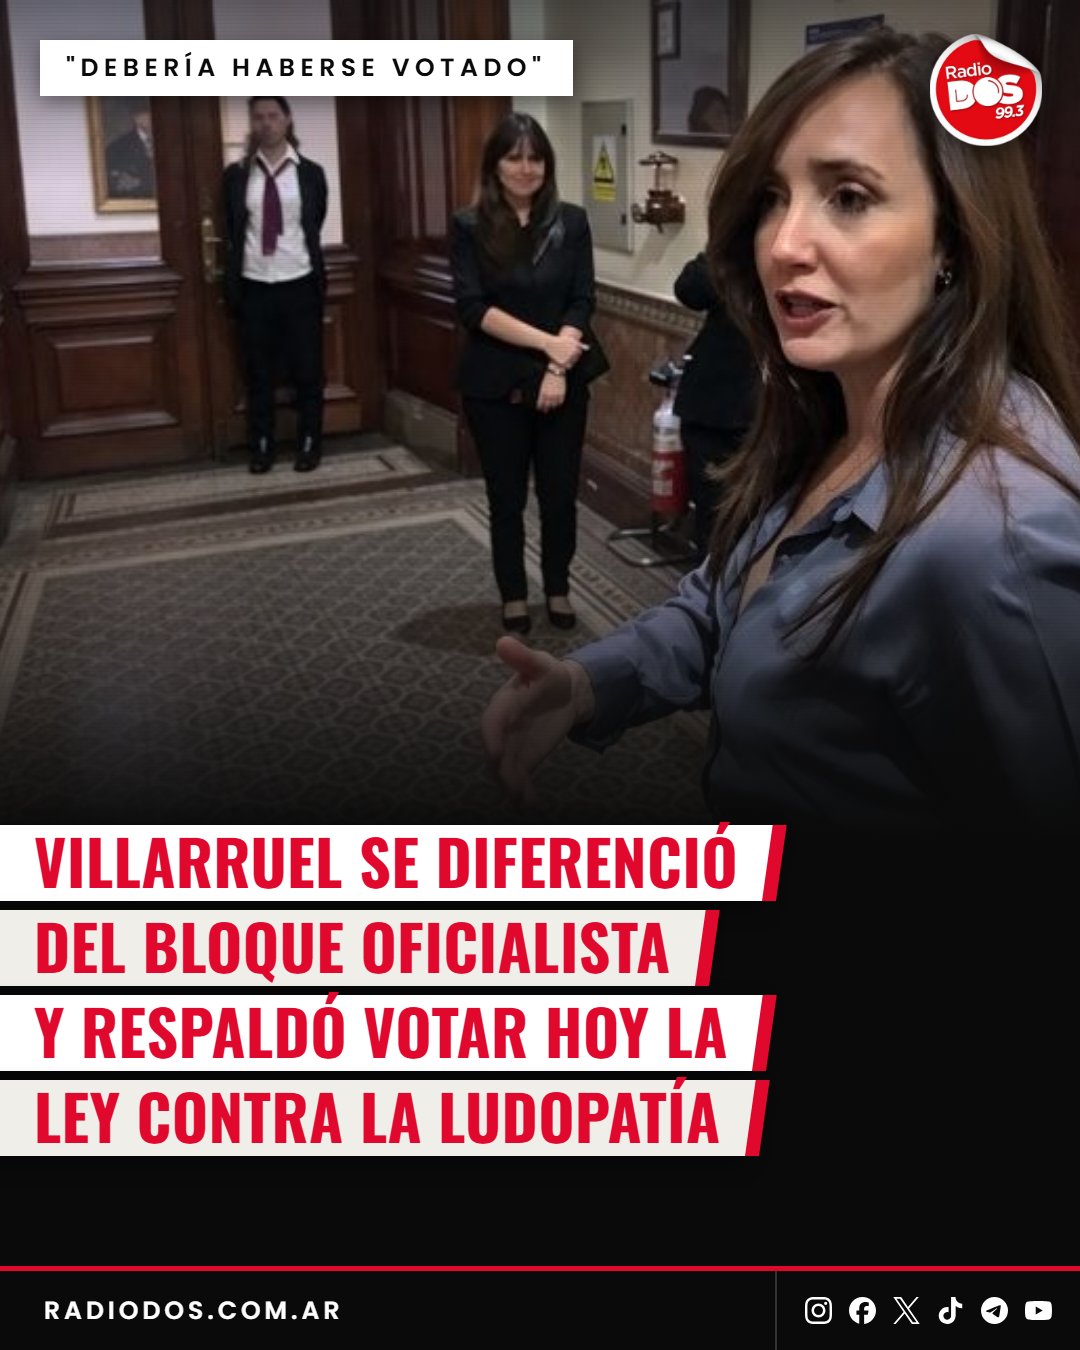 "DEBERÍA HABERSE VOTADO"
Radio
DOS
99.3
VILLARRUEL SE DIFERENCIÓ
DEL BLOQUE OFICIALISTA
Y RESPALDÓ VOTAR HOY LA
LEY CONTRA LA LUDOPATÍA
RADIODOS.COM.AR